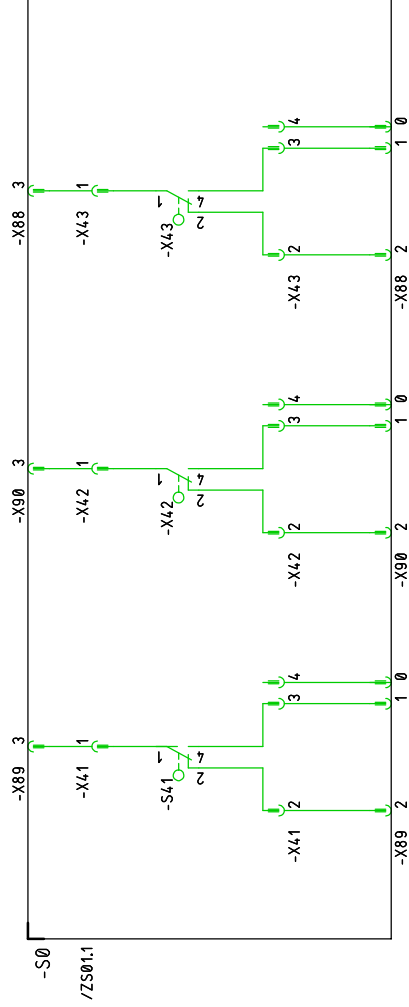 -S0
/ZS01.1
-X89 3
-X41 1
-S41
1
2 4
-X41 2
3
4
-X89 2
1 0
-X90 3
-X42 1
-X42
1
2 4
-X42 2
3
4
-X90 2
1 0
-X88 3
-X43 1
-X43
1
2 4
-X43 2
3
4
-X88 2
1 0